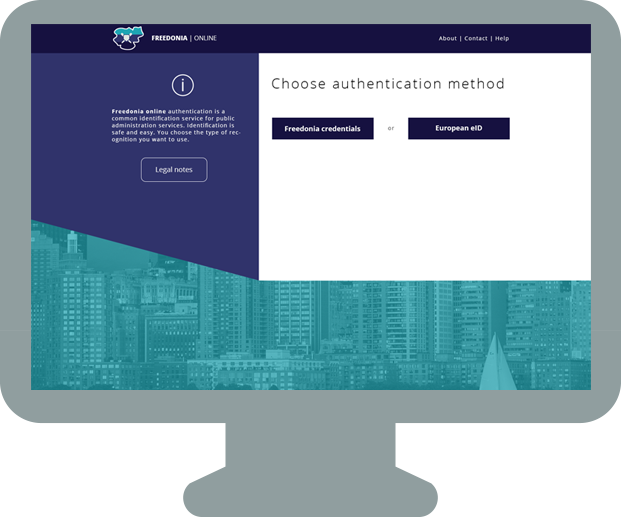 FREEDONIA | ONLINE
About | Contact | Help
i
Freedonia online authentication is a
common identification service for public
administration services. Identification is
safe and easy. You choose the type of rec-
ognition you want to use.
Legal notes
Choose authentication method
Freedonia credentials or European eID